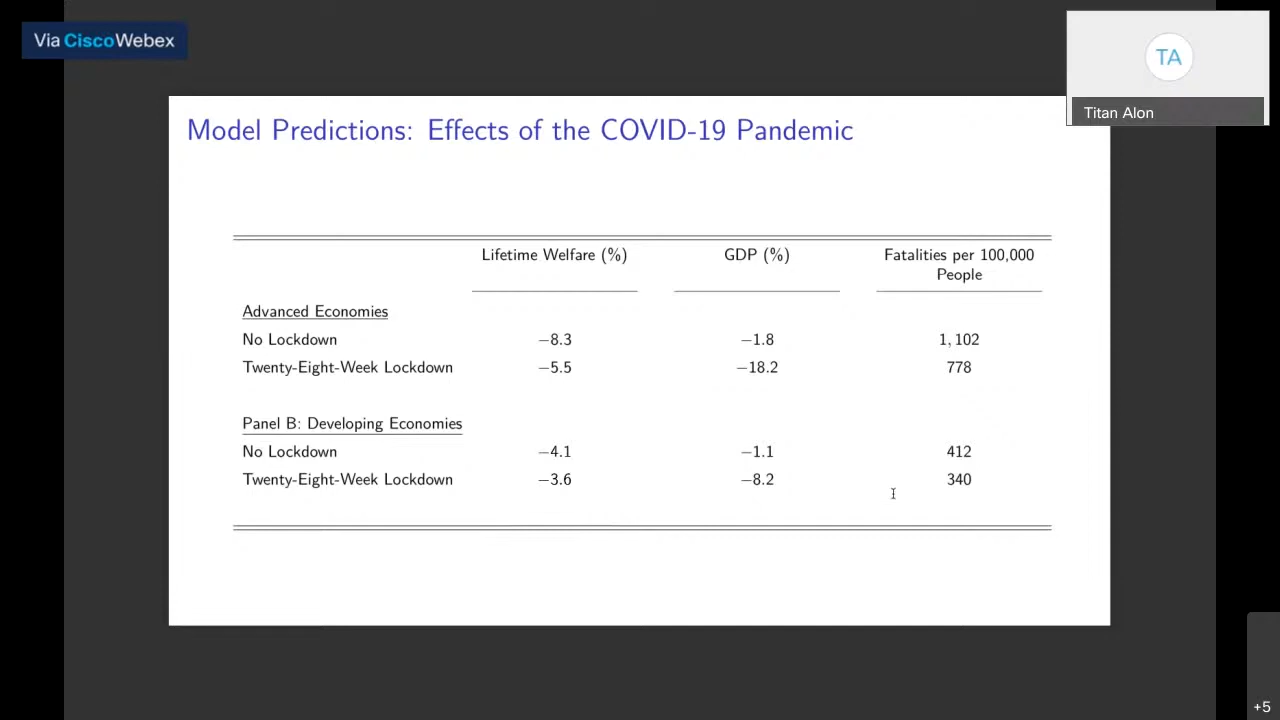 Via Cisco Webex
TA
Titan Alon
Model Predictions: Effects of the COVID-19 Pandemic
Lifetime Welfare (%) GDP (%) Fatalities per 100,000
People
Advanced Economies
No Lockdown −8.3 −1.8 1,102
Twenty-Eight-Week Lockdown −5.5 −18.2 778
Panel B: Developing Economies
No Lockdown −4.1 −1.1 412
Twenty-Eight-Week Lockdown −3.6 −8.2 340
+5